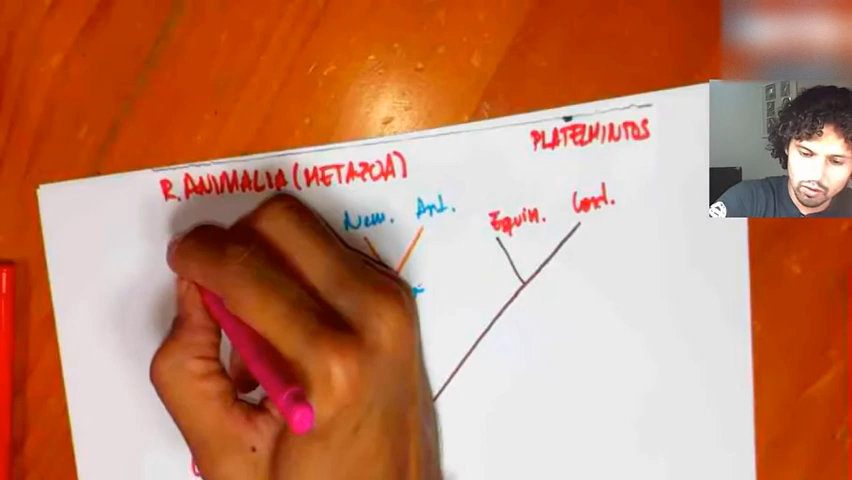 R. ANIMALIA (METAZOA)
PLATELMINTOS
Nem. Art.
Equin. Cord.